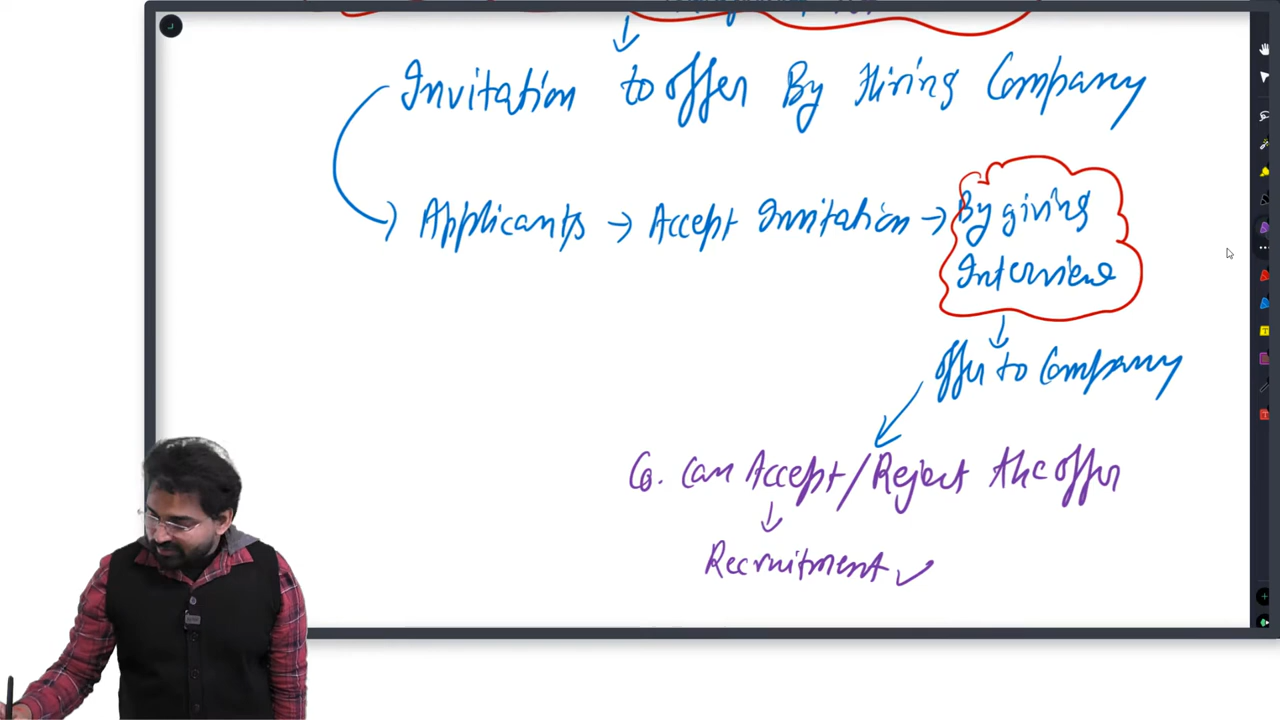 Invitation to offer By Hiring Company
Applicants → Accept Invitation → By giving
Interview
offer to Company
Co. Can Accept/Reject the offer
Recruitment ✓